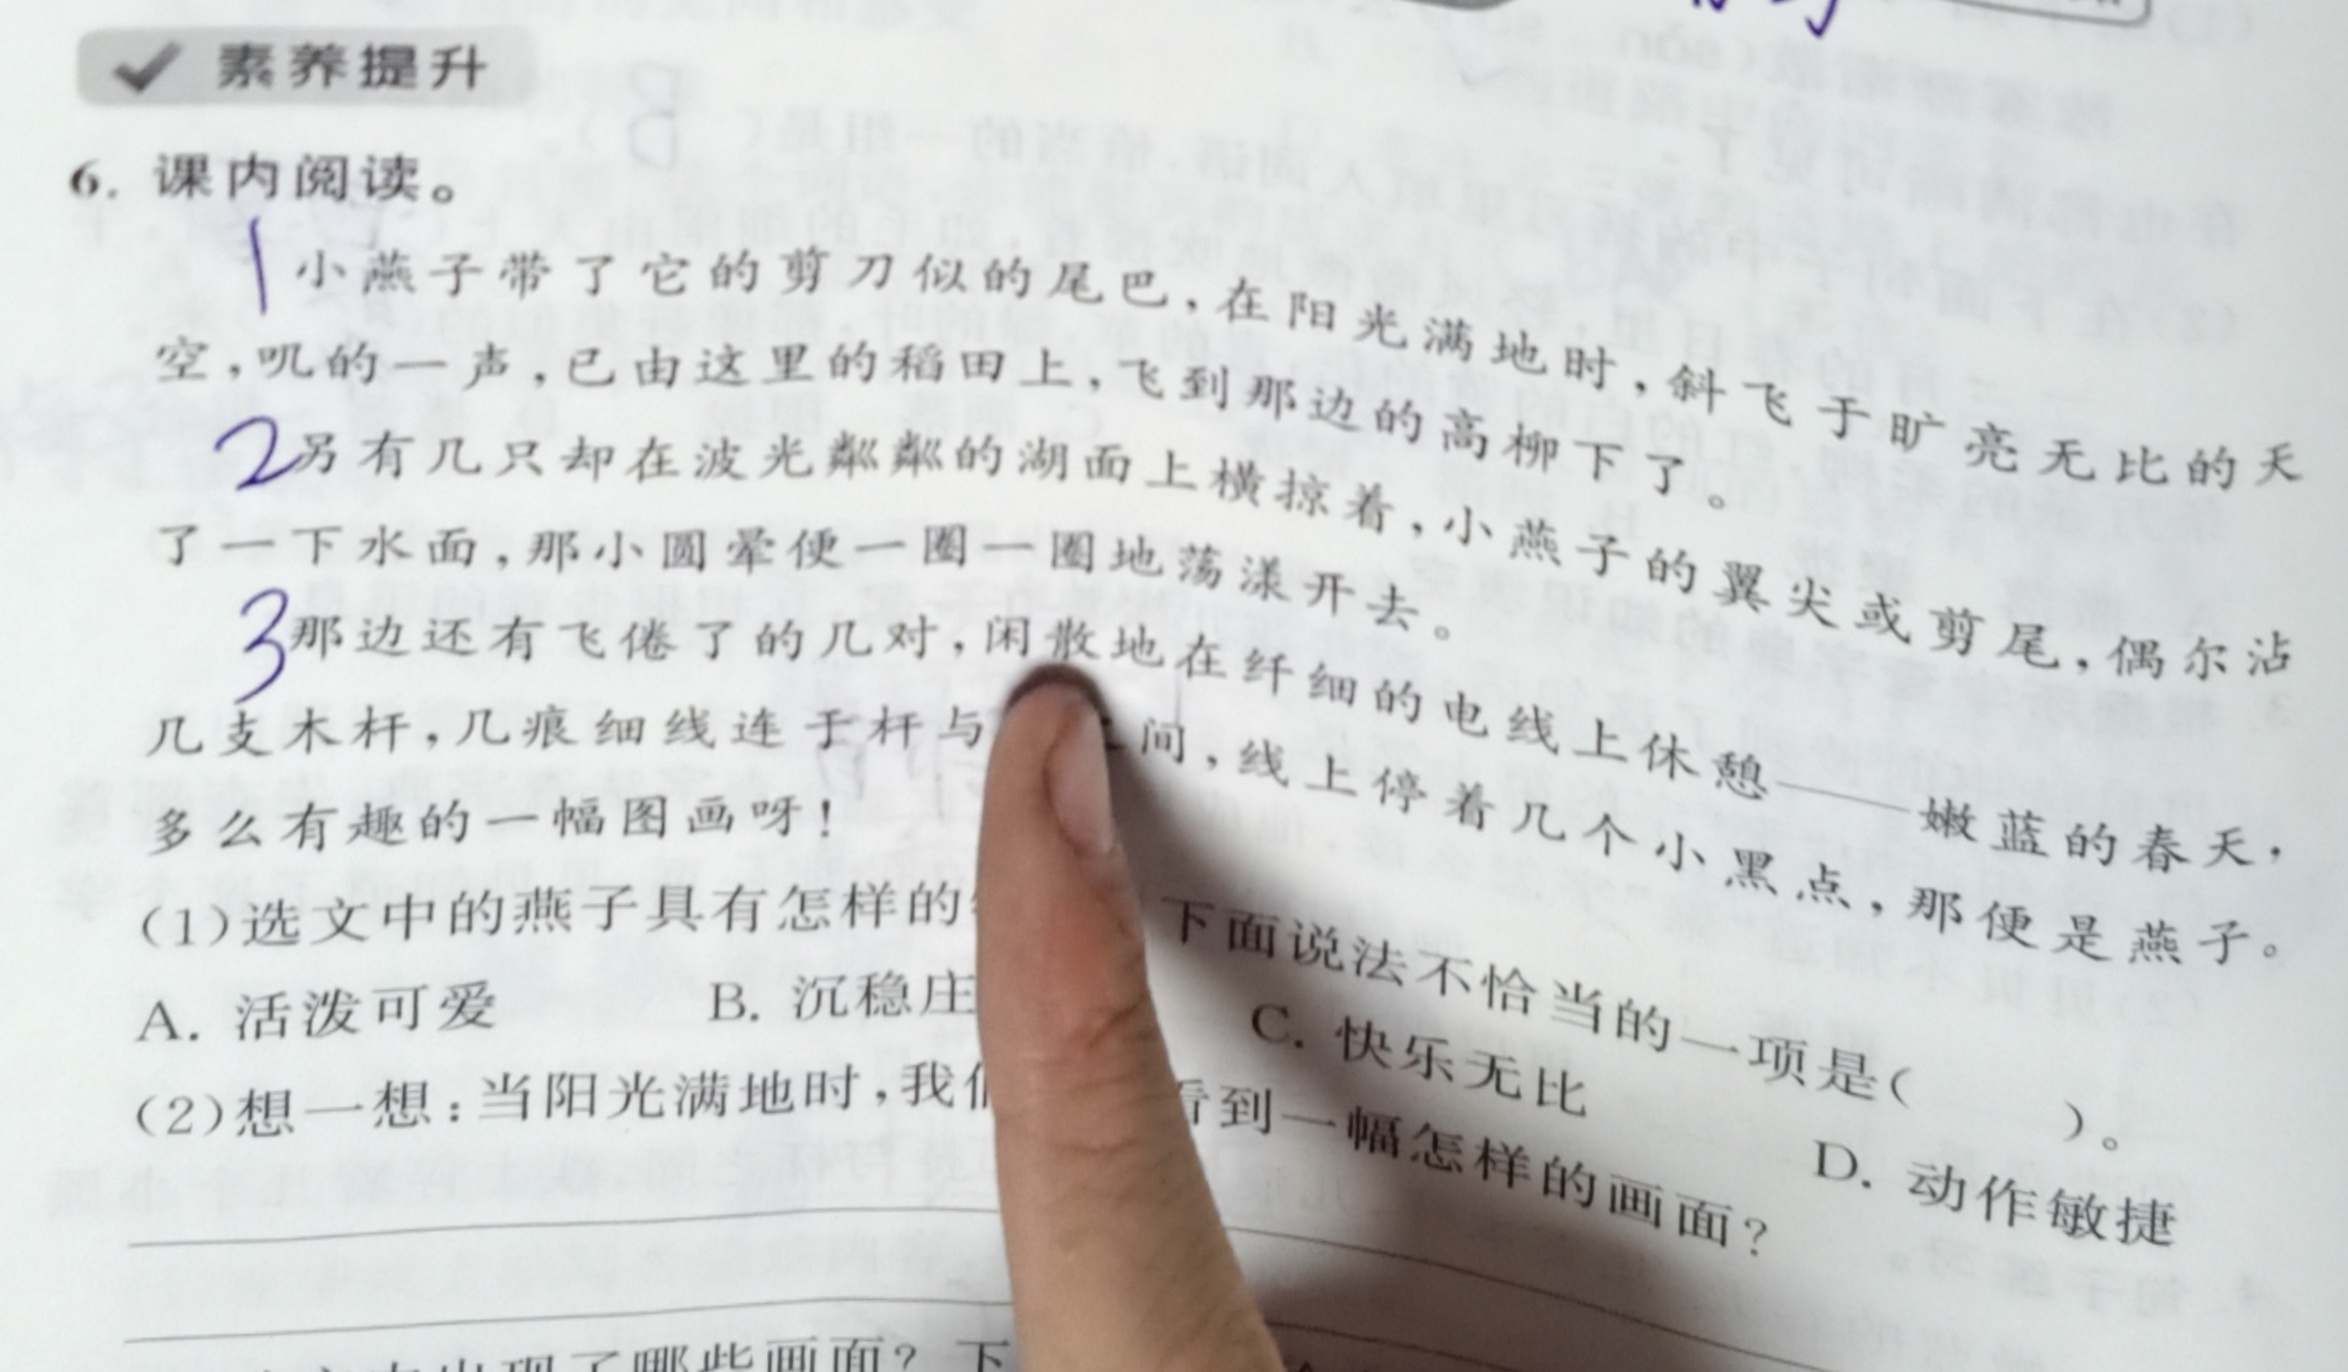 素养提升
6. 课内阅读。
1 小燕子带了它的剪刀似的尾巴,在阳光满地时,斜飞于旷亮无比的天
空,叽的一声,已由这里的稻田上,飞到那边的高柳下了。
2 另有几只却在波光粼粼的湖面上横掠着,小燕子的翼尖或剪尾,偶尔沾
了一下水面,那小圆晕便一圈一圈地荡漾开去。
3 那边还有飞倦了的几对,闲散地在纤细的电线上休憩——嫩蓝的春天,
几支木杆,几痕细线连于杆与 之间,线上停着几个小黑点,那便是燕子。
多么有趣的一幅图画呀!
(1)选文中的燕子具有怎样的 下面说法不恰当的一项是( )。
A. 活泼可爱 B. 沉稳庄 C. 快乐无比 D. 动作敏捷
(2)想一想:当阳光满地时,我们 看到一幅怎样的画面?
出现了哪些画面? 下